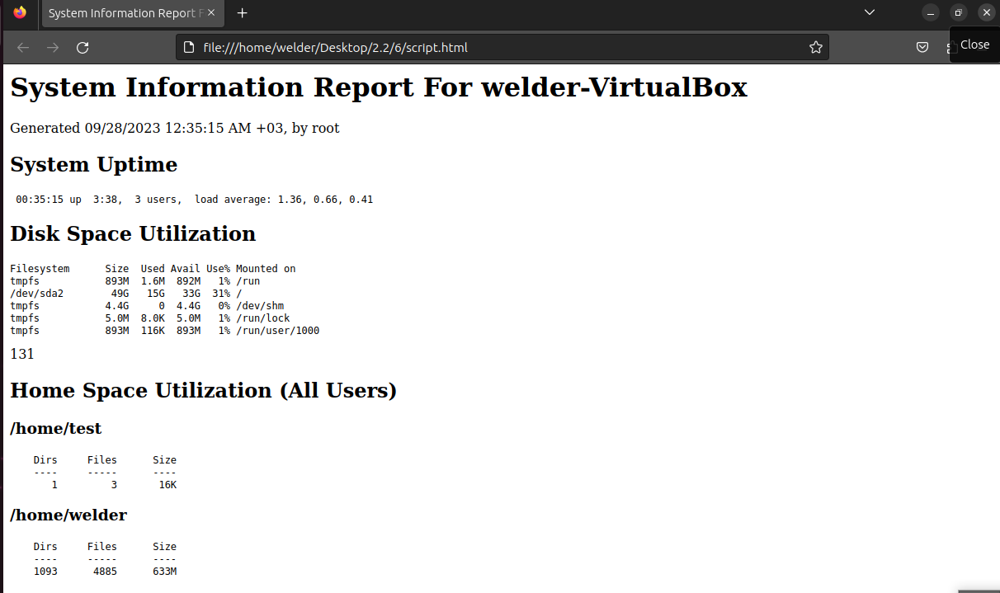 System Information Report F
file:///home/welder/Desktop/2.2/6/script.html
Close
System Information Report For welder-VirtualBox
Generated 09/28/2023 12:35:15 AM +03, by root
System Uptime
00:35:15 up  3:38,  3 users,  load average: 1.36, 0.66, 0.41
Disk Space Utilization
Filesystem      Size  Used Avail Use% Mounted on
tmpfs           893M  1.6M  892M   1% /run
/dev/sda2        49G   15G   33G  31% /
tmpfs           4.4G     0  4.4G   0% /dev/shm
tmpfs           5.0M  8.0K  5.0M   1% /run/lock
tmpfs           893M  116K  893M   1% /run/user/1000
131
Home Space Utilization (All Users)
/home/test
    Dirs     Files      Size
    ----     -----      ----
       1         3       16K
/home/welder
    Dirs     Files      Size
    ----     -----      ----
    1093      4885      633M